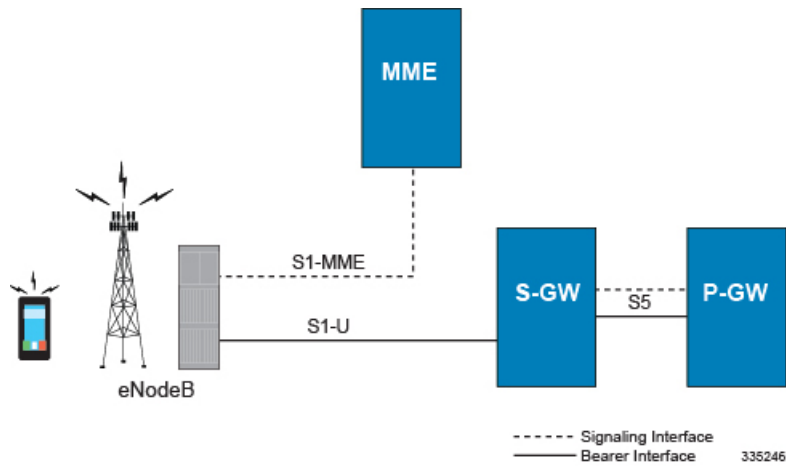 MME
S1-MME
S-GW
S5
P-GW
S1-U
eNodeB
Signaling Interface
Bearer Interface
335246